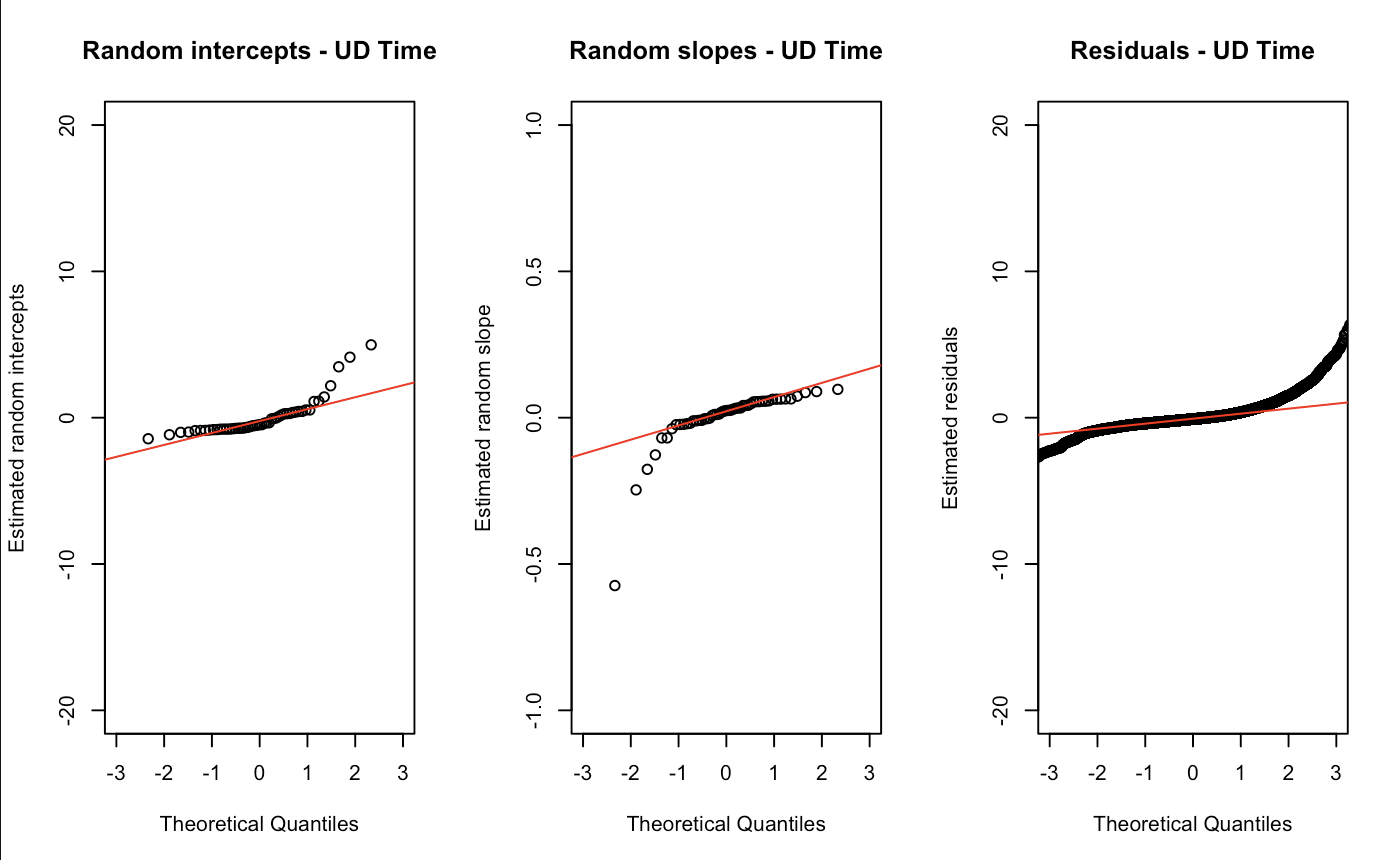 Random intercepts - UD Time
Estimated random intercepts
20
10
0
-10
-20
-3 -2 -1 0 1 2 3
Theoretical Quantiles
Random slopes - UD Time
Estimated random slope
1.0
0.5
0.0
-0.5
-1.0
-3 -2 -1 0 1 2 3
Theoretical Quantiles
Residuals - UD Time
Estimated residuals
20
10
0
-10
-20
-3 -2 -1 0 1 2 3
Theoretical Quantiles